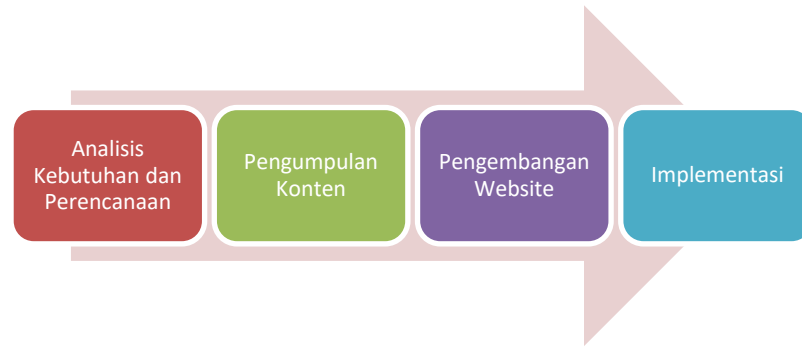 Analisis
Kebutuhan dan
Perencanaan
Pengumpulan
Konten
Pengembangan
Website
Implementasi